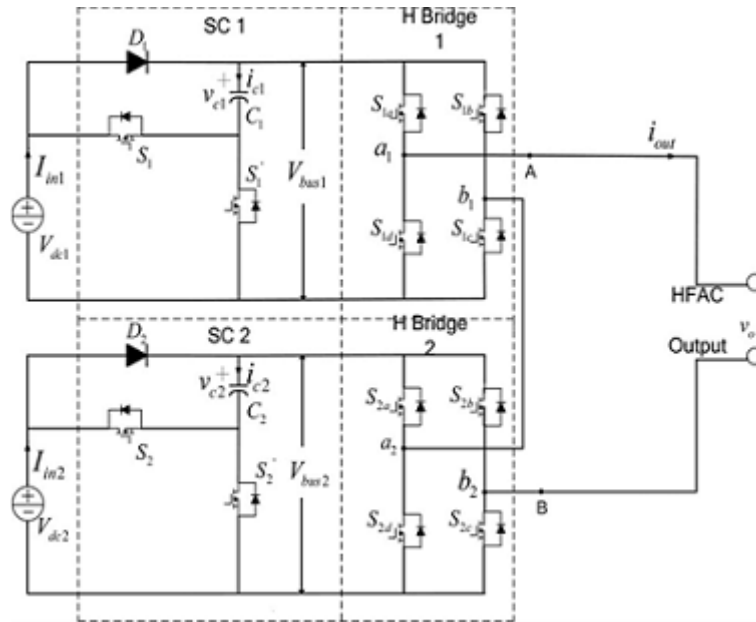 SC 1
H Bridge
1
D1
vc1 + ic1
C1
S1
S1'
Iin1
Vdc1
Vbus1
S1a
S1b
a1
b1
S1d
S1c
A
iout
HFAC
Output
vo
SC 2
H Bridge
2
D2
vc2 + ic2
C2
S2
S2'
Iin2
Vdc2
Vbus2
S2a
S2b
a2
b2
S2d
S2c
B